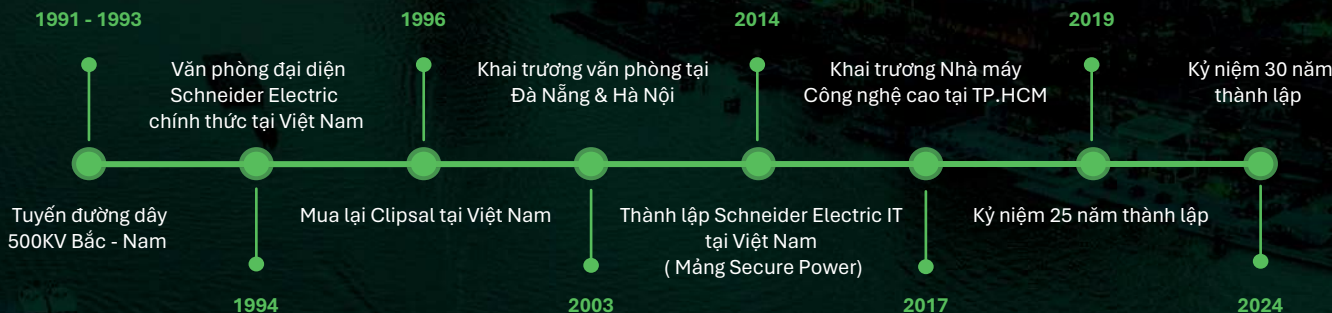 1991 - 1993
1996
2014
2019
Văn phòng đại diện
Schneider Electric
chính thức tại Việt Nam
Khai trương văn phòng tại
Đà Nẵng & Hà Nội
Khai trương Nhà máy
Công nghệ cao tại TP.HCM
Kỷ niệm 30 năm
thành lập
Tuyến đường dây
500KV Bắc - Nam
Mua lại Clipsal tại Việt Nam
Thành lập Schneider Electric IT
tại Việt Nam
( Mảng Secure Power)
Kỷ niệm 25 năm thành lập
1994
2003
2017
2024